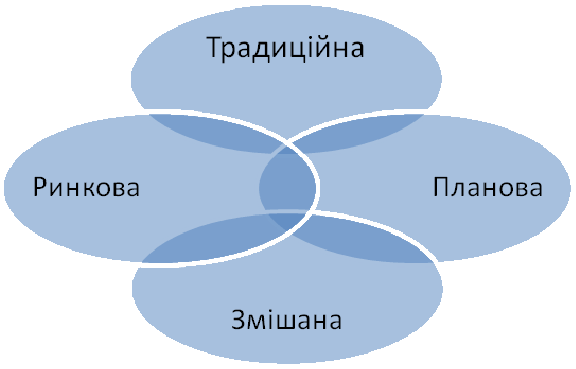 Традиційна
Ринкова
Планова
Змішана